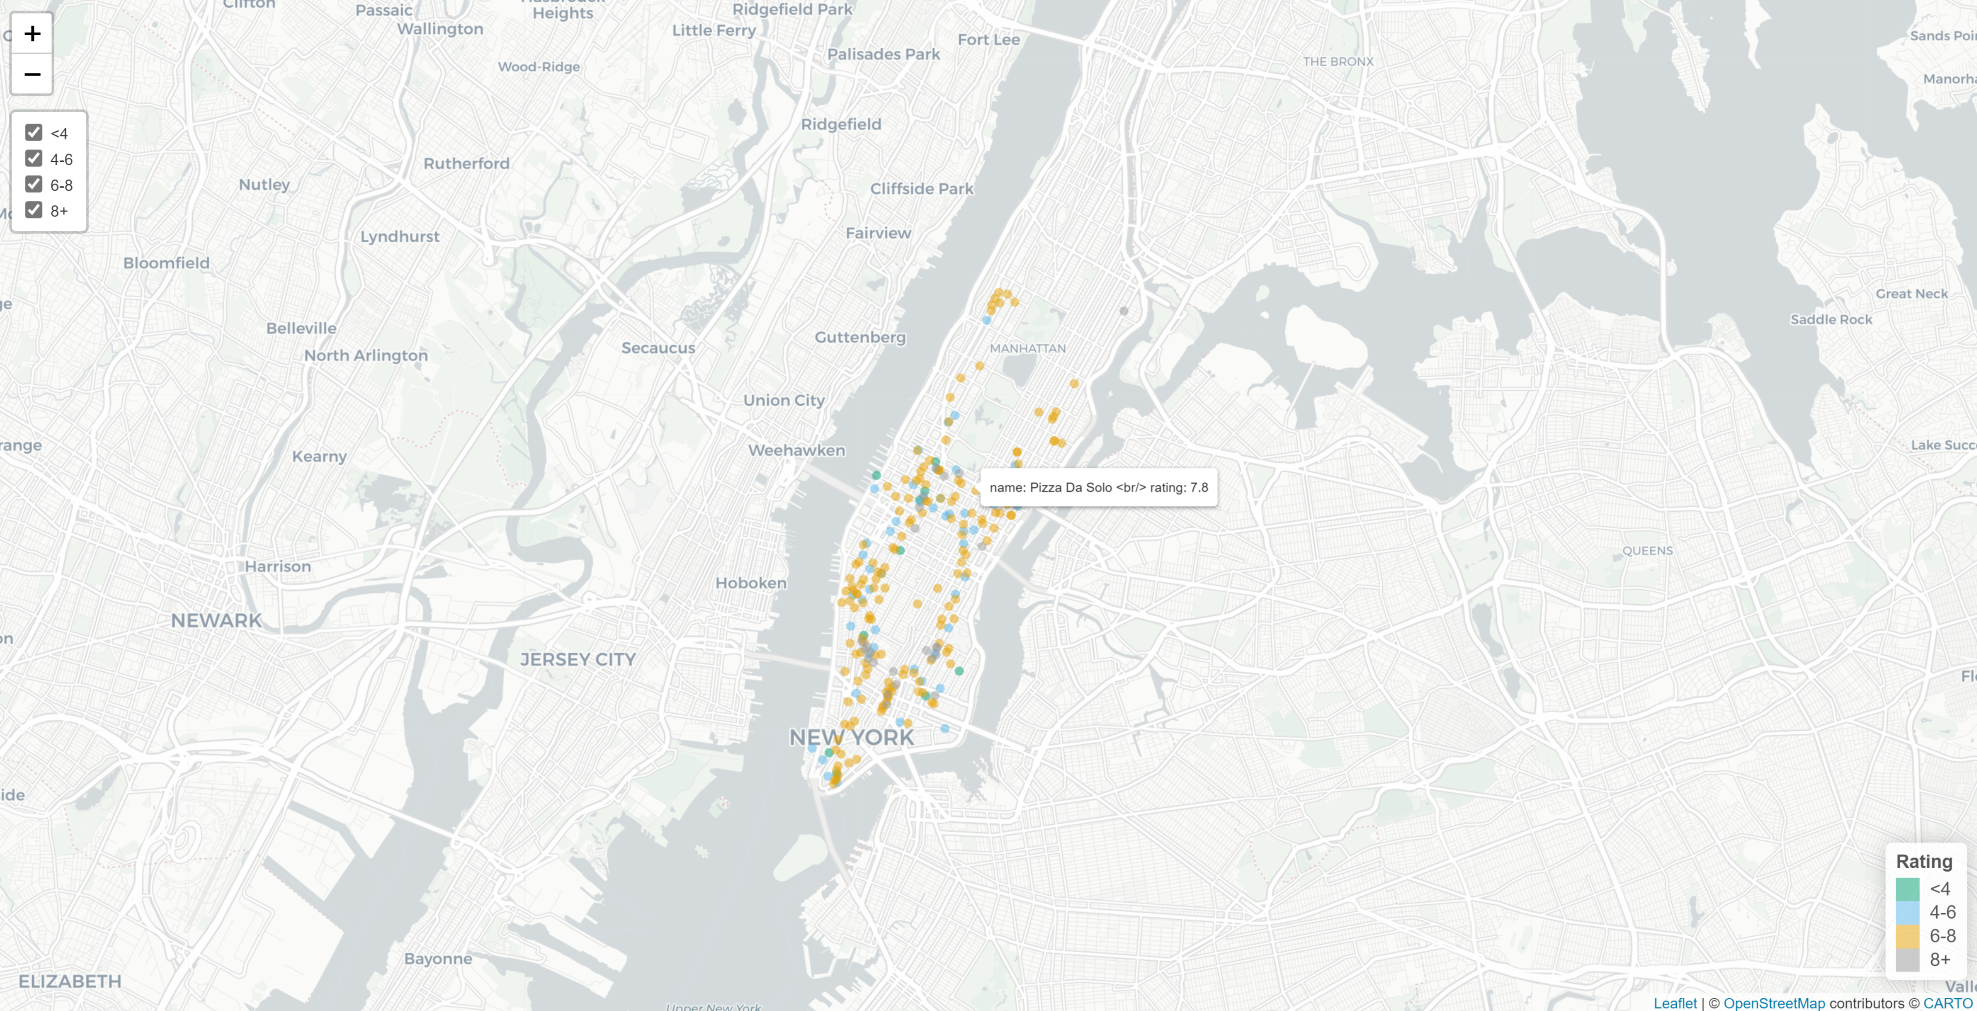 Clifton
Passaic
Hasbrouck
Heights
Ridgefield Park
Wallington
Little Ferry
Fort Lee
Sands Poi
+
Palisades Park
THE BRONX
Wood-Ridge
−
Manorha
<4
4-6
6-8
8+
Ridgefield
Rutherford
Nutley
Cliffside Park
Lyndhurst
Fairview
Bloomfield
Great Neck
Saddle Rock
Belleville
Guttenberg
North Arlington
Secaucus
MANHATTAN
Union City
range
Kearny
Weehawken
Lake Succ
name: Pizza Da Solo <br/> rating: 7.8
QUEENS
Harrison
Hoboken
NEWARK
on
JERSEY CITY
Fl
NEW YORK
ide
Rating
<4
4-6
6-8
8+
Bayonne
ELIZABETH
Valle
Upper New York
Leaflet | © OpenStreetMap contributors © CARTO